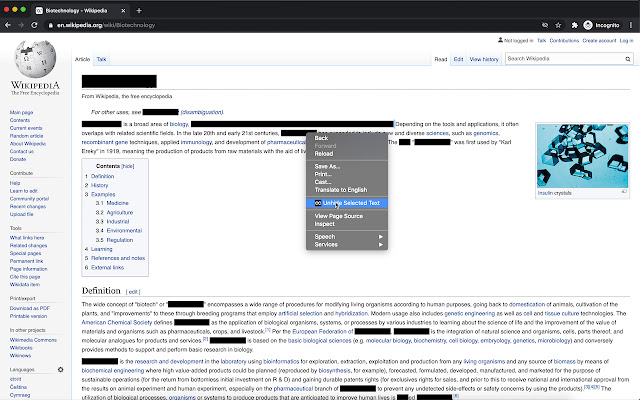 Biotechnology - Wikipedia
en.wikipedia.org/wiki/Biotechnology
Incognito
Not logged in Talk Contributions Create account Log in
Article Talk
Read Edit View history
Search Wikipedia
WIKIPEDIA
The Free Encyclopedia
Main page
Contents
Current events
Random article
About Wikipedia
Contact us
Donate
Contribute
Help
Learn to edit
Community portal
Recent changes
Upload file
Tools
What links here
Related changes
Special pages
Permanent link
Page information
Cite this page
Wikidata item
Print/export
Download as PDF
Printable version
In other projects
Wikimedia Commons
Wikibooks
Wikinews
Languages
Čeština
Cymraeg
From Wikipedia, the free encyclopedia
For other uses, see (disambiguation).
is a broad area of biology, Depending on the tools and applications, it often
overlaps with related scientific fields. In the late 20th and early 21st centuries, and diverse sciences, such as genomics,
recombinant gene techniques, applied immunology, and development of pharmaceutical The " " was first used by "Karl
Ereky" in 1919, meaning the production of products from raw materials with the aid of
Contents [hide]
1 Definition
2 History
3 Examples
3.1 Medicine
3.2 Agriculture
3.3 Industrial
3.4 Environmental
3.5 Regulation
4 Learning
5 References and notes
6 External links
Back
Forward
Reload
Save As...
Print...
Cast...
Translate to English
Unhide Selected Text
View Page Source
Inspect
Speech
Services
Insulin crystals
Definition [ edit ]
The wide concept of "biotech" or " " encompasses a wide range of procedures for modifying living organisms according to human purposes, going back to domestication of animals, cultivation of the
plants, and "improvements" to these through breeding programs that employ artificial selection and hybridization. Modern usage also includes genetic engineering as well as cell and tissue culture technologies. The
American Chemical Society defines as the application of biological organisms, systems, or processes by various industries to learning about the science of life and the improvement of the value of
materials and organisms such as pharmaceuticals, crops, and livestock.[1] Per the European Federation of , is the integration of natural science and organisms, cells, parts thereof, and
molecular analogues for products and services.[2] is based on the basic biological sciences (e.g. molecular biology, biochemistry, cell biology, embryology, genetics, microbiology) and conversely
provides methods to support and perform basic research in biology.
is the research and development in the laboratory using bioinformatics for exploration, extraction, exploitation and production from any living organisms and any source of biomass by means of
biochemical engineering where high value-added products could be planned (reproduced by biosynthesis, for example), forecasted, formulated, developed, manufactured, and marketed for the purpose of
sustainable operations (for the return from bottomless initial investment on R & D) and gaining durable patents rights (for exclusives rights for sales, and prior to this to receive national and international approval from
the results on animal experiment and human experiment, especially on the pharmaceutical branch of to prevent any undetected side-effects or safety concerns by using the products).[3][4][5] The
utilization of biological processes, organisms or systems to produce products that are anticipated to improve human lives is